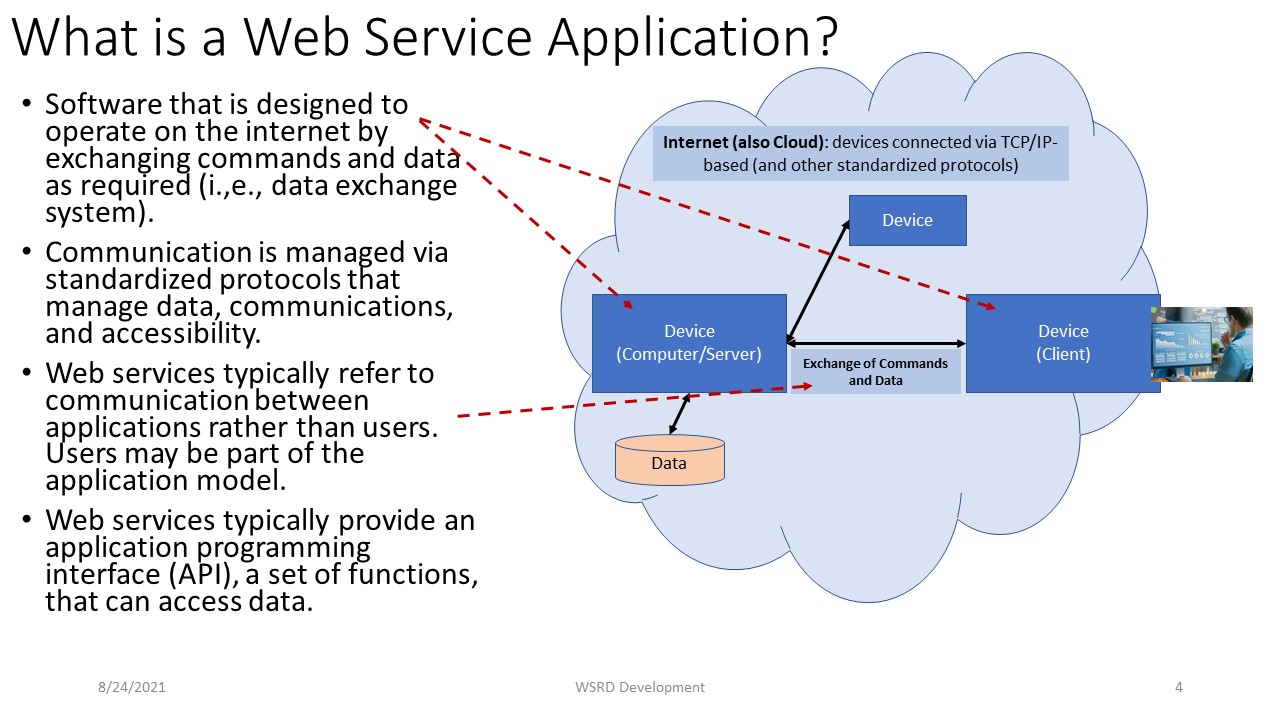 What is a Web Service Application?
• Software that is designed to
operate on the internet by
exchanging commands and data
as required (i.,e., data exchange
system).
• Communication is managed via
standardized protocols that
manage data, communications,
and accessibility.
• Web services typically refer to
communication between
applications rather than users.
Users may be part of the
application model.
• Web services typically provide an
application programming
interface (API), a set of functions,
that can access data.
Internet (also Cloud): devices connected via TCP/IP-
based (and other standardized protocols)
Device
Device
(Computer/Server)
Exchange of Commands
and Data
Device
(Client)
Data
8/24/2021
WSRD Development
4